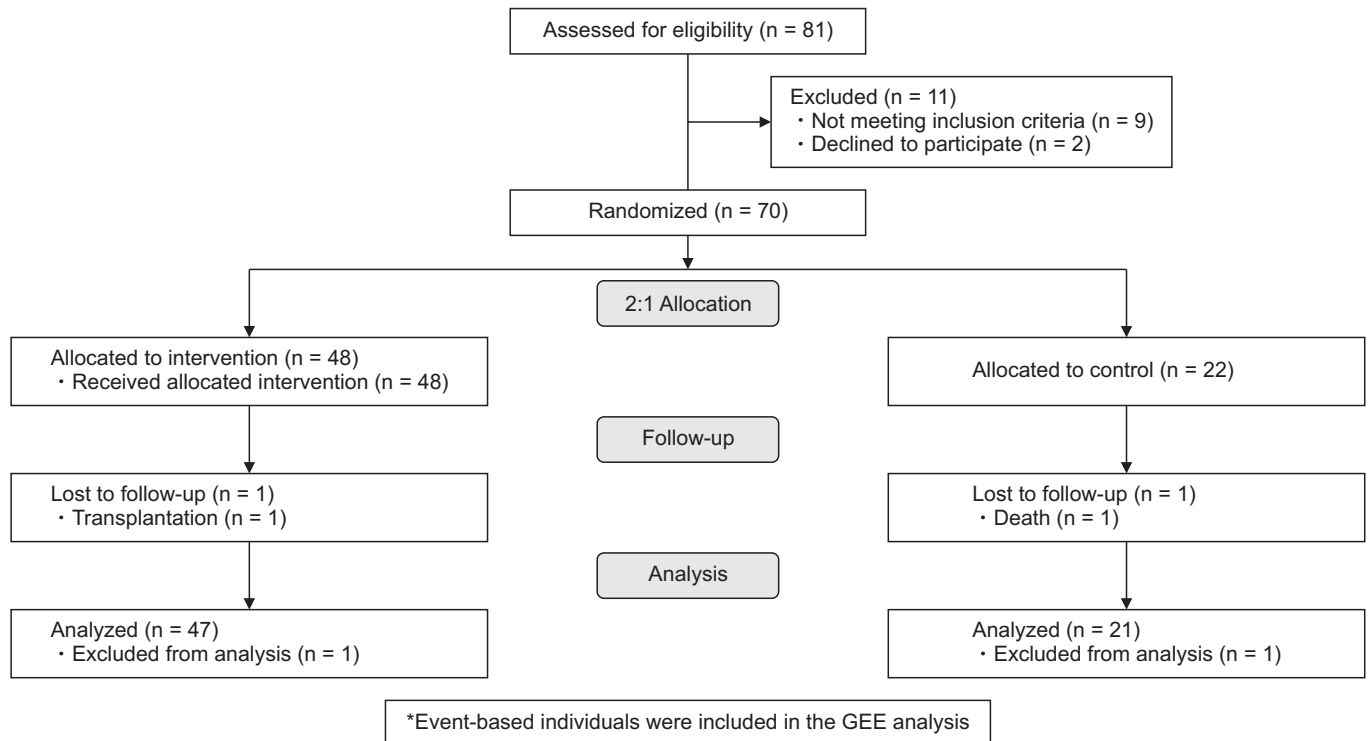 Assessed for eligibility (n = 81)
Excluded (n = 11)
・Not meeting inclusion criteria (n = 9)
・Declined to participate (n = 2)
Randomized (n = 70)
2:1 Allocation
Allocated to intervention (n = 48)
・Received allocated intervention (n = 48)
Allocated to control (n = 22)
Follow-up
Lost to follow-up (n = 1)
・Transplantation (n = 1)
Lost to follow-up (n = 1)
・Death (n = 1)
Analysis
Analyzed (n = 47)
・Excluded from analysis (n = 1)
Analyzed (n = 21)
・Excluded from analysis (n = 1)
*Event-based individuals were included in the GEE analysis